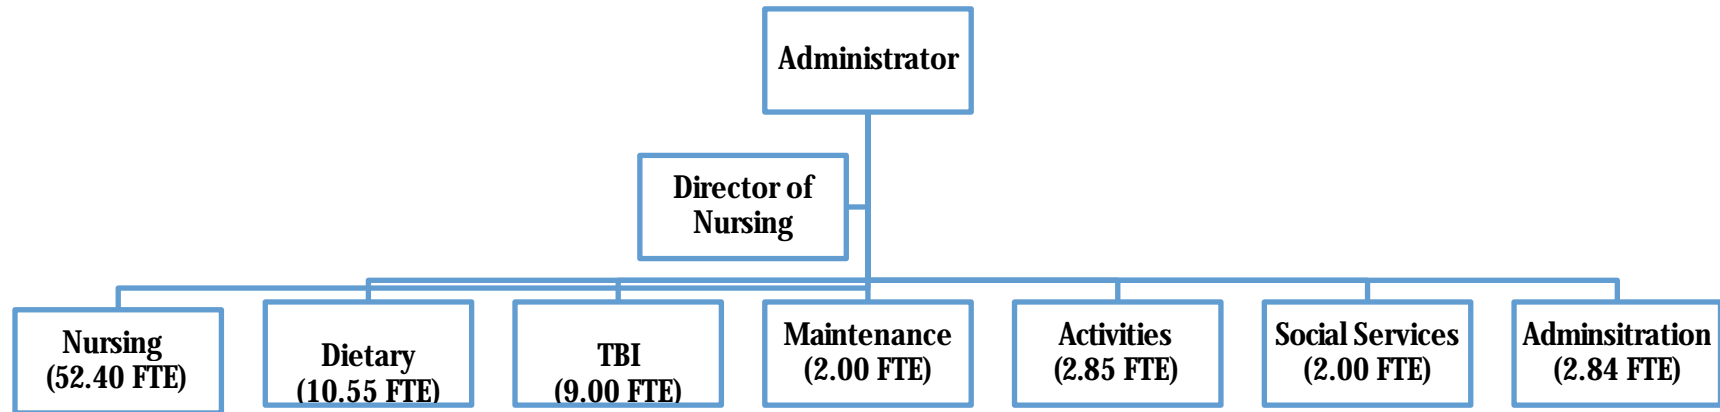 Administrator
Director of
Nursing
Nursing
(52.40 FTE)
Dietary
(10.55 FTE)
TBI
(9.00 FTE)
Maintenance
(2.00 FTE)
Activities
(2.85 FTE)
Social Services
(2.00 FTE)
Adminsitration
(2.84 FTE)